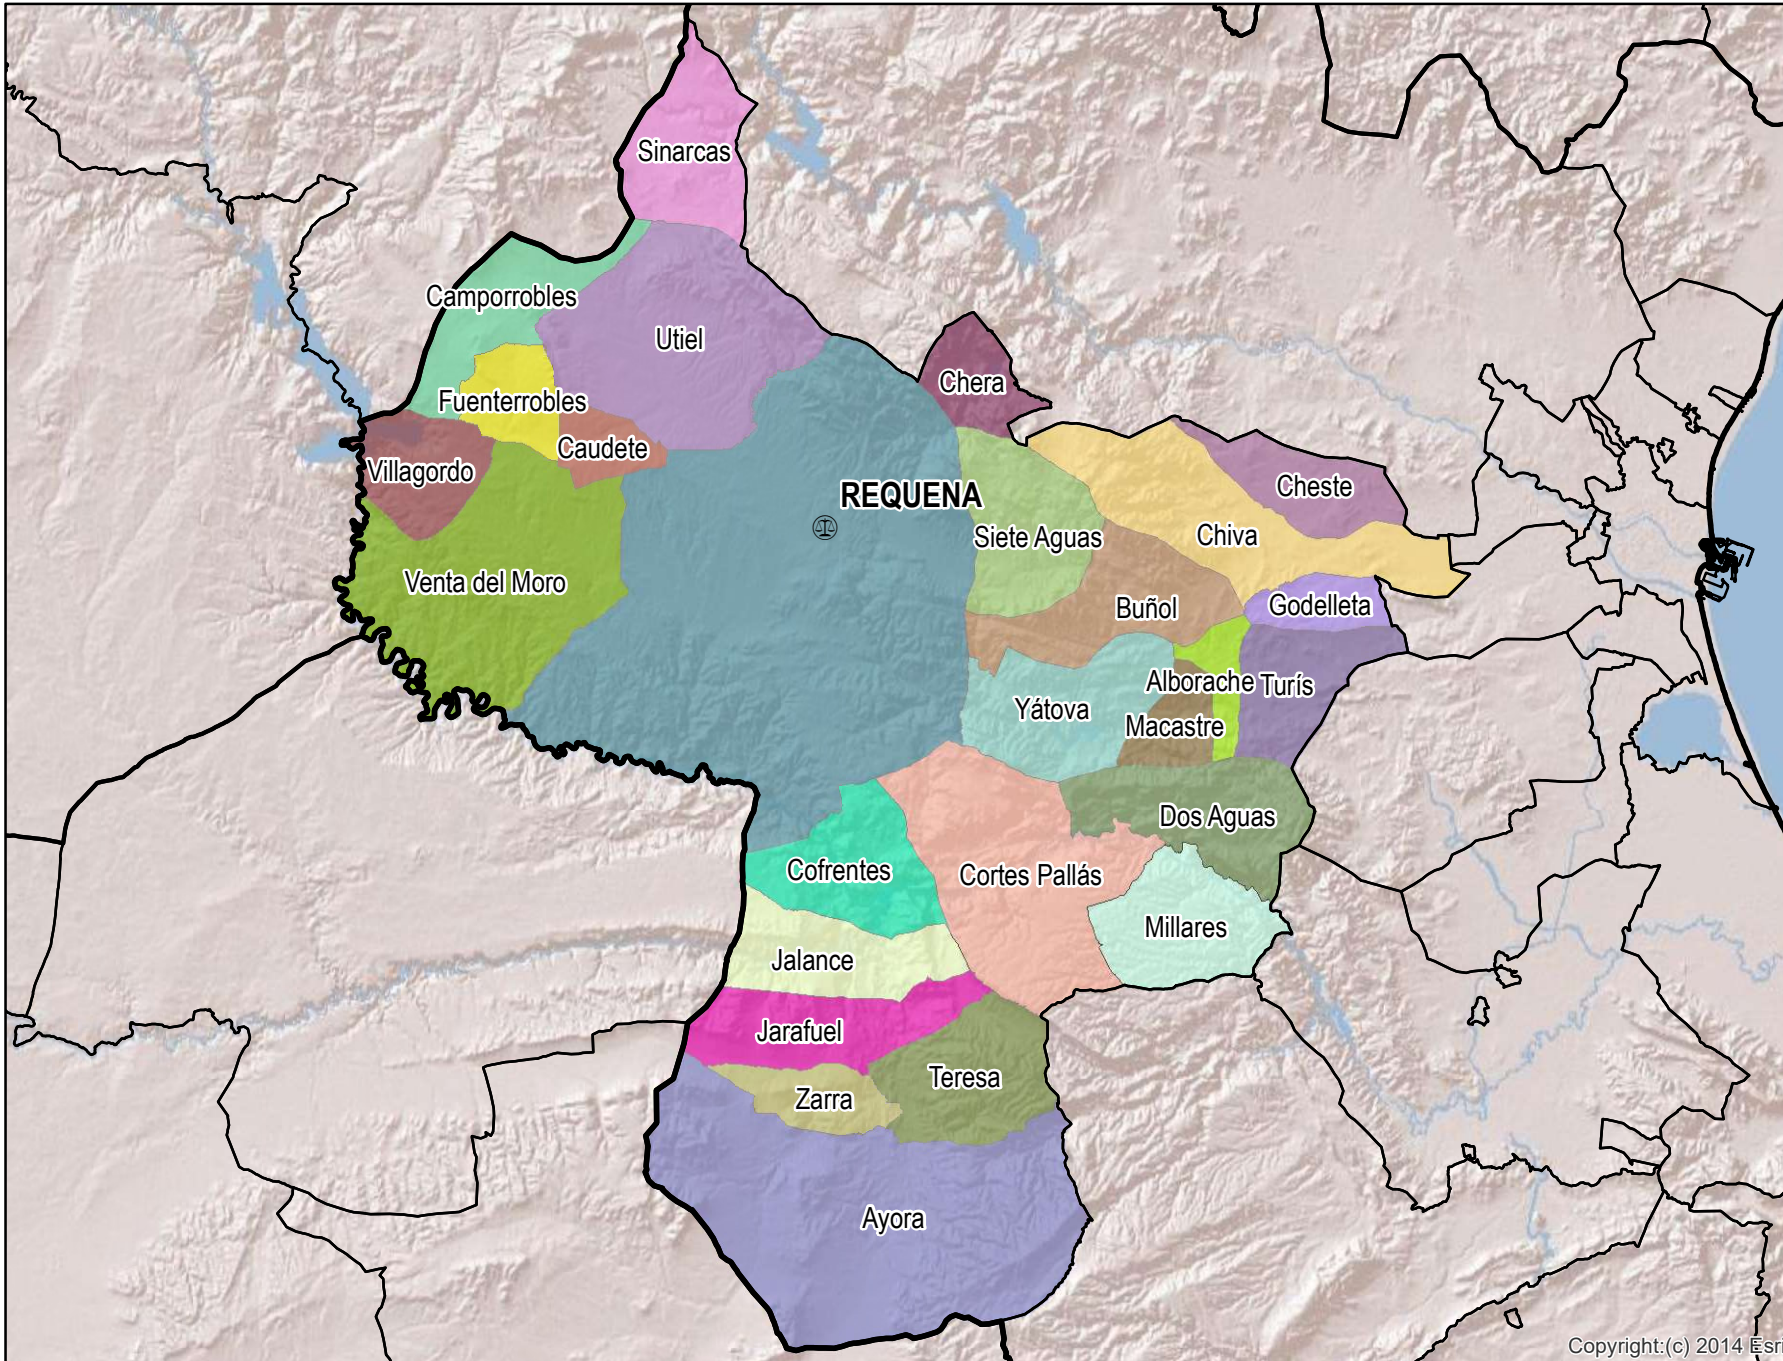 Sinarcas
Camporrobles
Utiel
Chera
Fuenterrobles
Caudete
Villagordo
REQUENA
Cheste
Siete Aguas
Chiva
Venta del Moro
Buñol
Godelleta
Alborache
Turís
Yátova
Macastre
Dos Aguas
Cofrentes
Cortes Pallás
Millares
Jalance
Jarafuel
Teresa
Zarra
Ayora
Copyright:(c) 2014 Esri